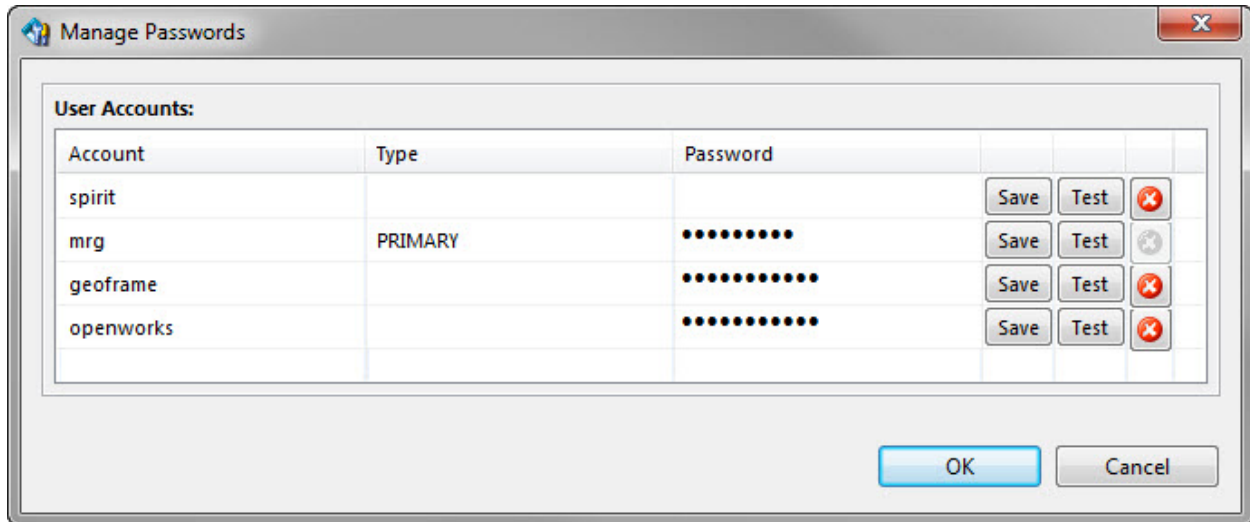 Manage Passwords
User Accounts:
Account Type Password
spirit Save Test
mrg PRIMARY ••••••••• Save Test
geoframe ••••••••••• Save Test
openworks ••••••••••• Save Test
OK Cancel